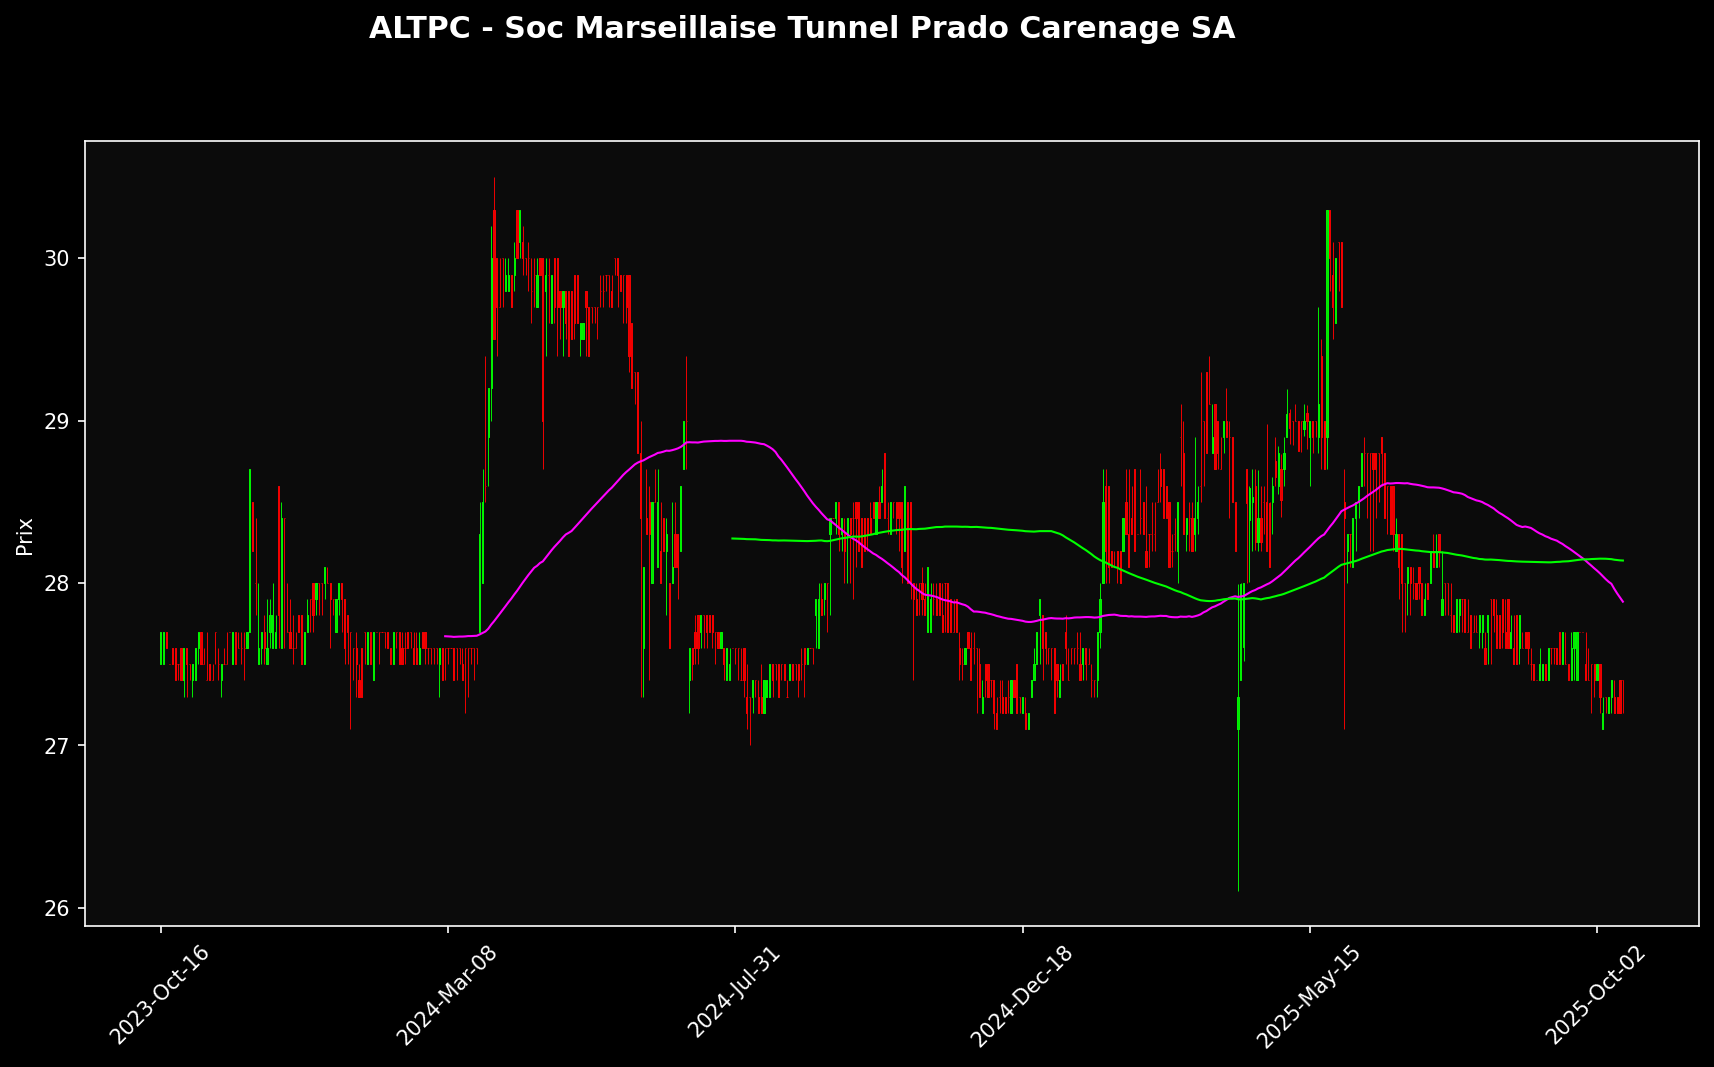 ALTPC - Soc Marseillaise Tunnel Prado Carenage SA
Prix
30
29
28
27
26
2023-Oct-16
2024-Mar-08
2024-Jul-31
2024-Dec-18
2025-May-15
2025-Oct-02